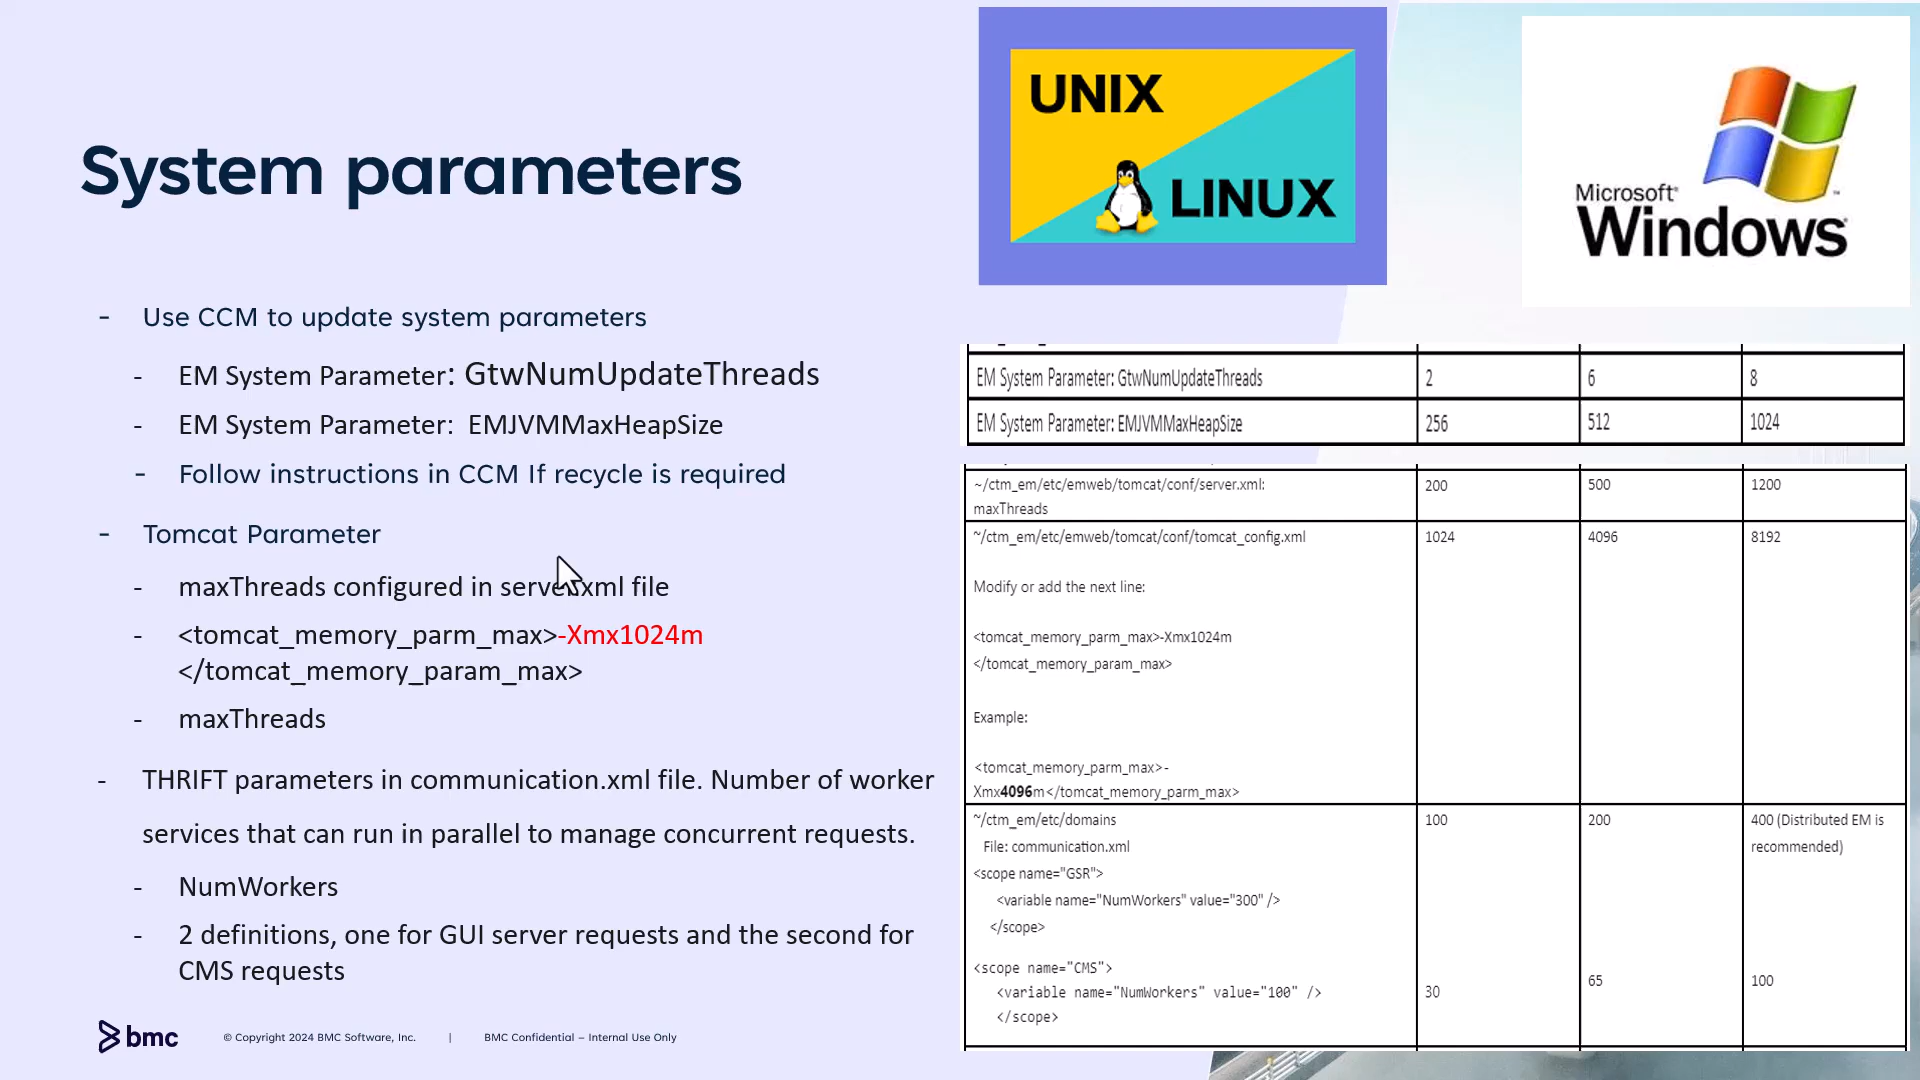 UNIX
LINUX
Microsoft
Windows
System parameters
- Use CCM to update system parameters
- EM System Parameter: GtwNumUpdateThreads
- EM System Parameter: EMJVMMaxHeapSize
- Follow instructions in CCM If recycle is required
- Tomcat Parameter
- maxThreads configured in server.xml file
- <tomcat_memory_parm_max>-Xmx1024m
</tomcat_memory_param_max>
- maxThreads
- THRIFT parameters in communication.xml file. Number of worker
services that can run in parallel to manage concurrent requests.
- NumWorkers
- 2 definitions, one for GUI server requests and the second for
CMS requests
EM System Parameter: GtwNumUpdateThreads 2 6 8
EM System Parameter: EMJVMMaxHeapSize 256 512 1024
~/ctm_em/etc/emweb/tomcat/conf/server.xml: 200 500 1200
maxThreads
~/ctm_em/etc/emweb/tomcat/conf/tomcat_config.xml 1024 4096 8192
Modify or add the next line:
<tomcat_memory_parm_max>-Xmx1024m
</tomcat_memory_param_max>
Example:
<tomcat_memory_parm_max>-
Xmx4096m</tomcat_memory_parm_max>
~/ctm_em/etc/domains 100 200 400 (Distributed EM is
File: communication.xml recommended)
<scope name="GSR">
<variable name="NumWorkers" value="300" />
</scope>
<scope name="CMS">
<variable name="NumWorkers" value="100" /> 30 65 100
</scope>
bmc
© Copyright 2024 BMC Software, Inc. | BMC Confidential – Internal Use Only